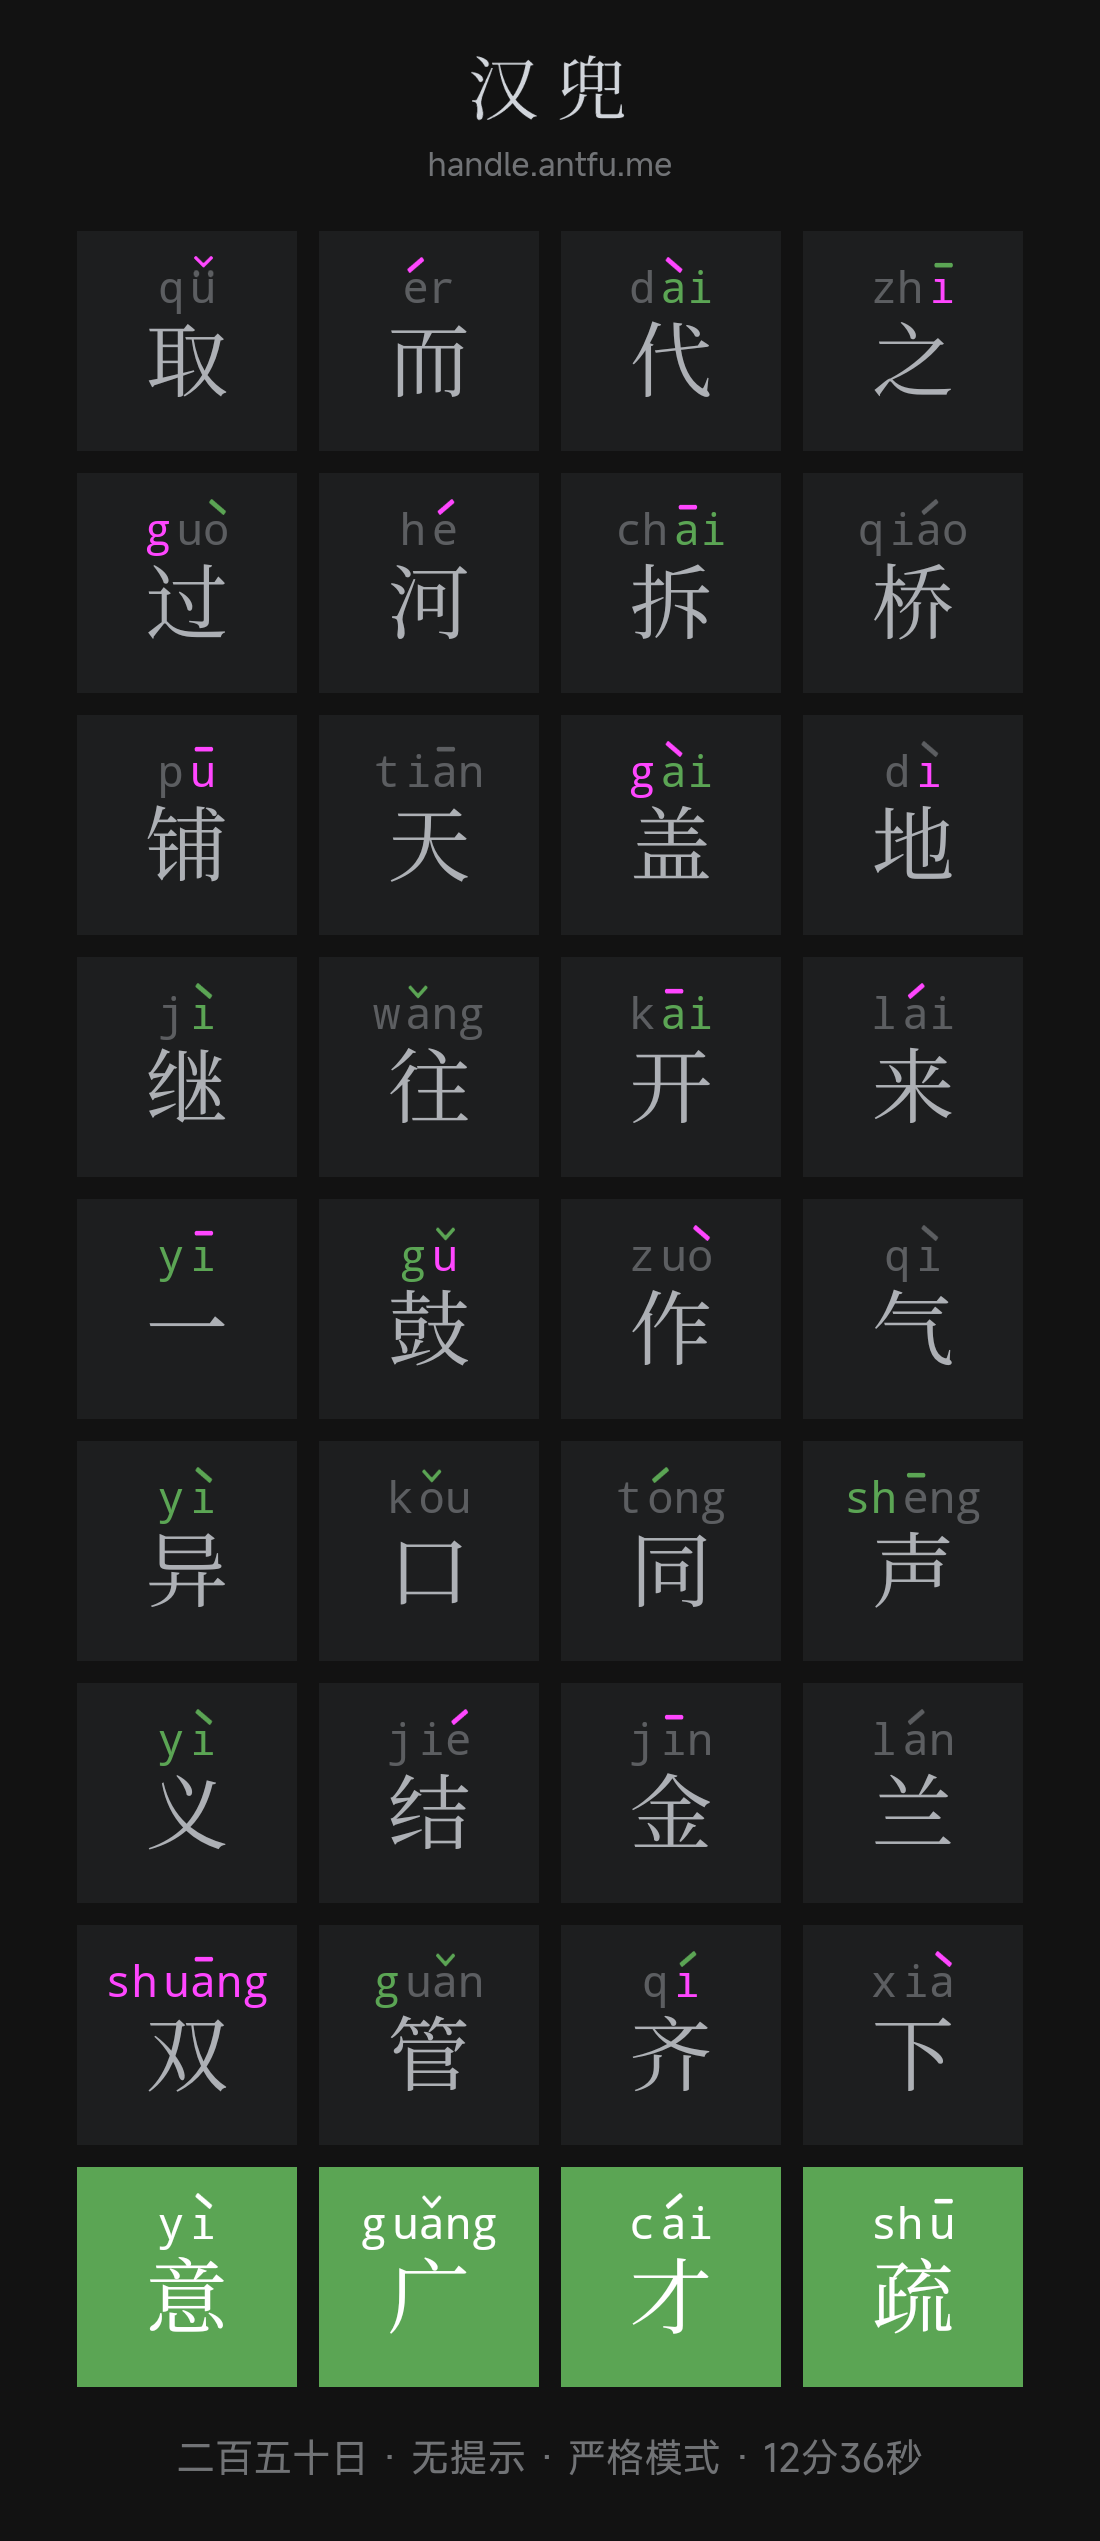 汉兜
handle.antfu.me
qǚ ér dài zhī
取 而 代 之
guò hé chāi qiáo
过 河 拆 桥
pū tiān gài dì
铺 天 盖 地
jì wǎng kāi lái
继 往 开 来
yī gǔ zuò qì
一 鼓 作 气
yì kǒu tóng shēng
异 口 同 声
yì jié jīn lán
义 结 金 兰
shuāng guǎn qí xià
双 管 齐 下
yì guǎng cái shū
意 广 才 疏
二百五十日 · 无提示 · 严格模式 · 12分36秒